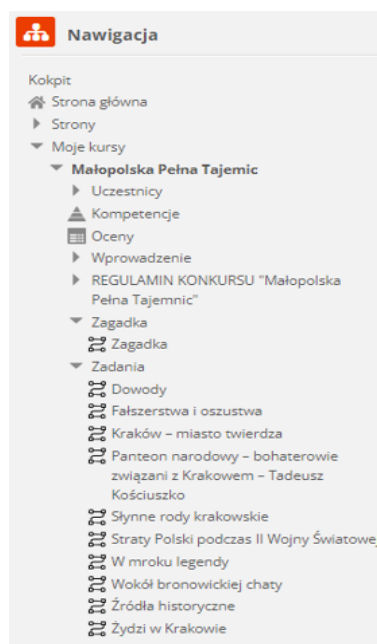 Nawigacja
Kokpit
Strona główna
Strony
Moje kursy
Małopolska Pełna Tajemic
Uczestnicy
Kompetencje
Oceny
Wprowadzenie
REGULAMIN KONKURSU "Małopolska
Pełna Tajemnic"
Zagadka
Zagadka
Zadania
Dowody
Fałszerstwa i oszustwa
Kraków – miasto twierdza
Panteon narodowy – bohaterowie
związani z Krakowem – Tadeusz
Kościuszko
Słynne rody krakowskie
Straty Polski podczas II Wojny Światowej
W mroku legendy
Wokół bronowickiej chaty
Źródła historyczne
Żydzi w Krakowie